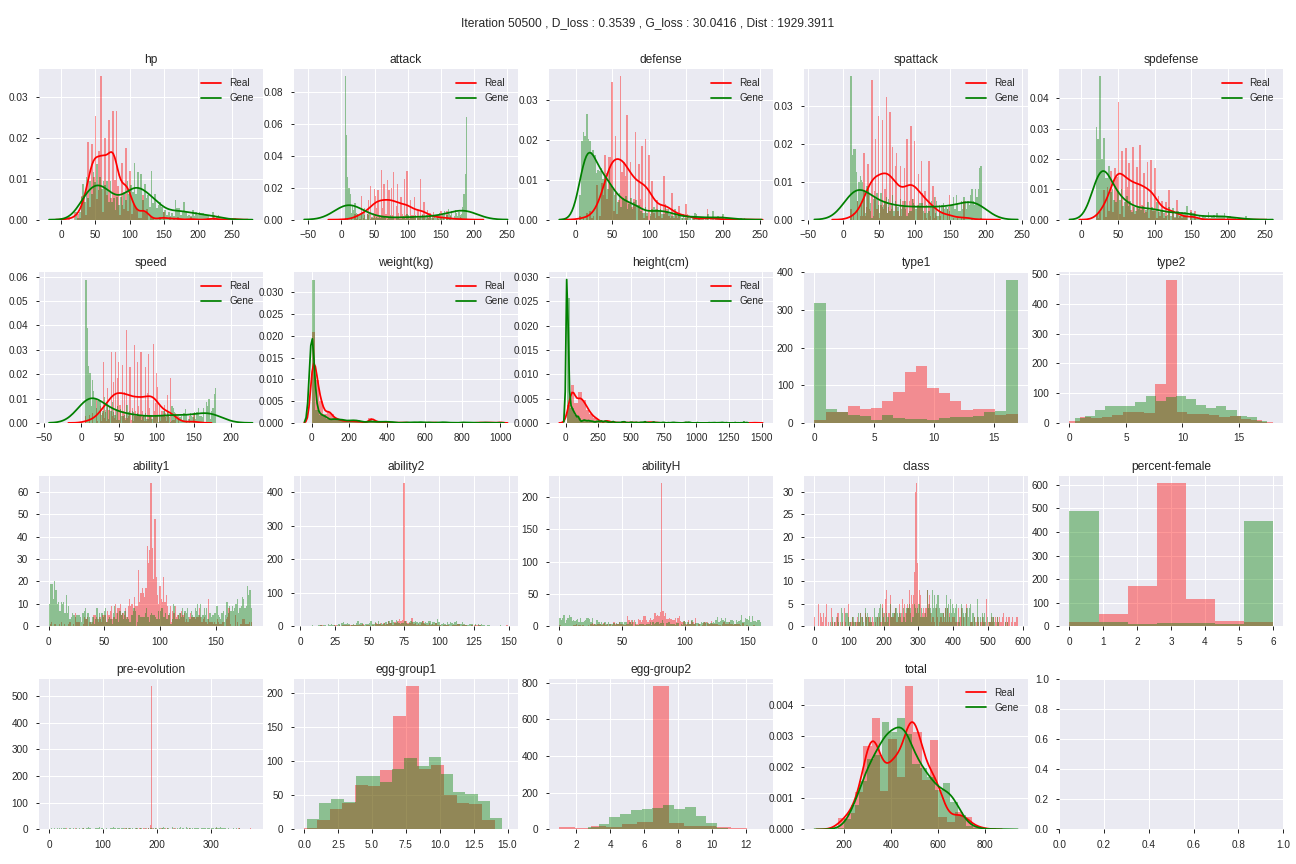 Iteration 50500 , D_loss : 0.3539 , G_loss : 30.0416 , Dist : 1929.3911
hp
attack
defense
spattack
spdefense
Real
Gene
Real
Gene
Real
Gene
Real
Gene
Real
Gene
0.03
0.02
0.01
0.00
0.08
0.06
0.04
0.02
0.00
0.03
0.02
0.01
0.00
0.03
0.02
0.01
0.00
0.04
0.03
0.02
0.01
0.00
0 50 100 150 200 250
−50 0 50 100 150 200 250
0 50 100 150 200 250
−50 0 50 100 150 200 250
0 50 100 150 200 250
speed
weight(kg)
height(cm)
type1
type2
Real
Gene
Real
Gene
Real
Gene
0.06
0.05
0.04
0.03
0.02
0.01
0.00
0.030
0.025
0.020
0.015
0.010
0.005
0.000
0.030
0.025
0.020
0.015
0.010
0.005
0.000
400
300
200
100
0
500
400
300
200
100
0
−50 0 50 100 150 200
0 200 400 600 800 1000
0 250 500 750 1000 1250 1500
0 5 10 15
0 5 10 15
ability1
ability2
abilityH
class
percent-female
60
50
40
30
20
10
0
400
300
200
100
0
200
150
100
50
0
30
25
20
15
10
5
0
600
500
400
300
200
100
0
0 50 100 150
0 25 50 75 100 125 150
0 50 100 150
0 100 200 300 400 500 600
0 1 2 3 4 5 6
pre-evolution
egg-group1
egg-group2
total
Real
Gene
500
400
300
200
100
0
200
150
100
50
0
800
600
400
200
0
0.004
0.003
0.002
0.001
0.000
1.0
0.8
0.6
0.4
0.2
0.0
0 100 200 300
0.0 2.5 5.0 7.5 10.0 12.5 15.0
2 4 6 8 10 12
200 400 600 800
0.0 0.2 0.4 0.6 0.8 1.0